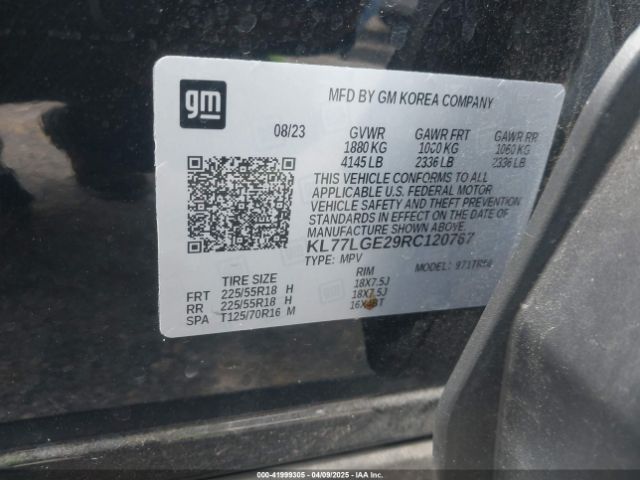 gm
MFD BY GM KOREA COMPANY
08/23 GVWR GAWR FRT GAWR RR
1880 KG 1060 KG 1060 KG
4145 LB 2336 LB 2336 LB
THIS VEHICLE CONFORMS TO ALL
APPLICABLE U.S. FEDERAL MOTOR
VEHICLE SAFETY AND THEFT PREVENTION
STANDARDS IN EFFECT ON THE DATE OF
MANUFACTURE SHOWN ABOVE.
KL77LGE29RC120767
TYPE: MPV MODEL:
TIRE SIZE RIM
FRT 225/55R18 H 18X7.5J
RR 225/55R18 H 18X7.5J
SPA T125/70R16 M
000-41999305 04/09/2025 IAA Inc.